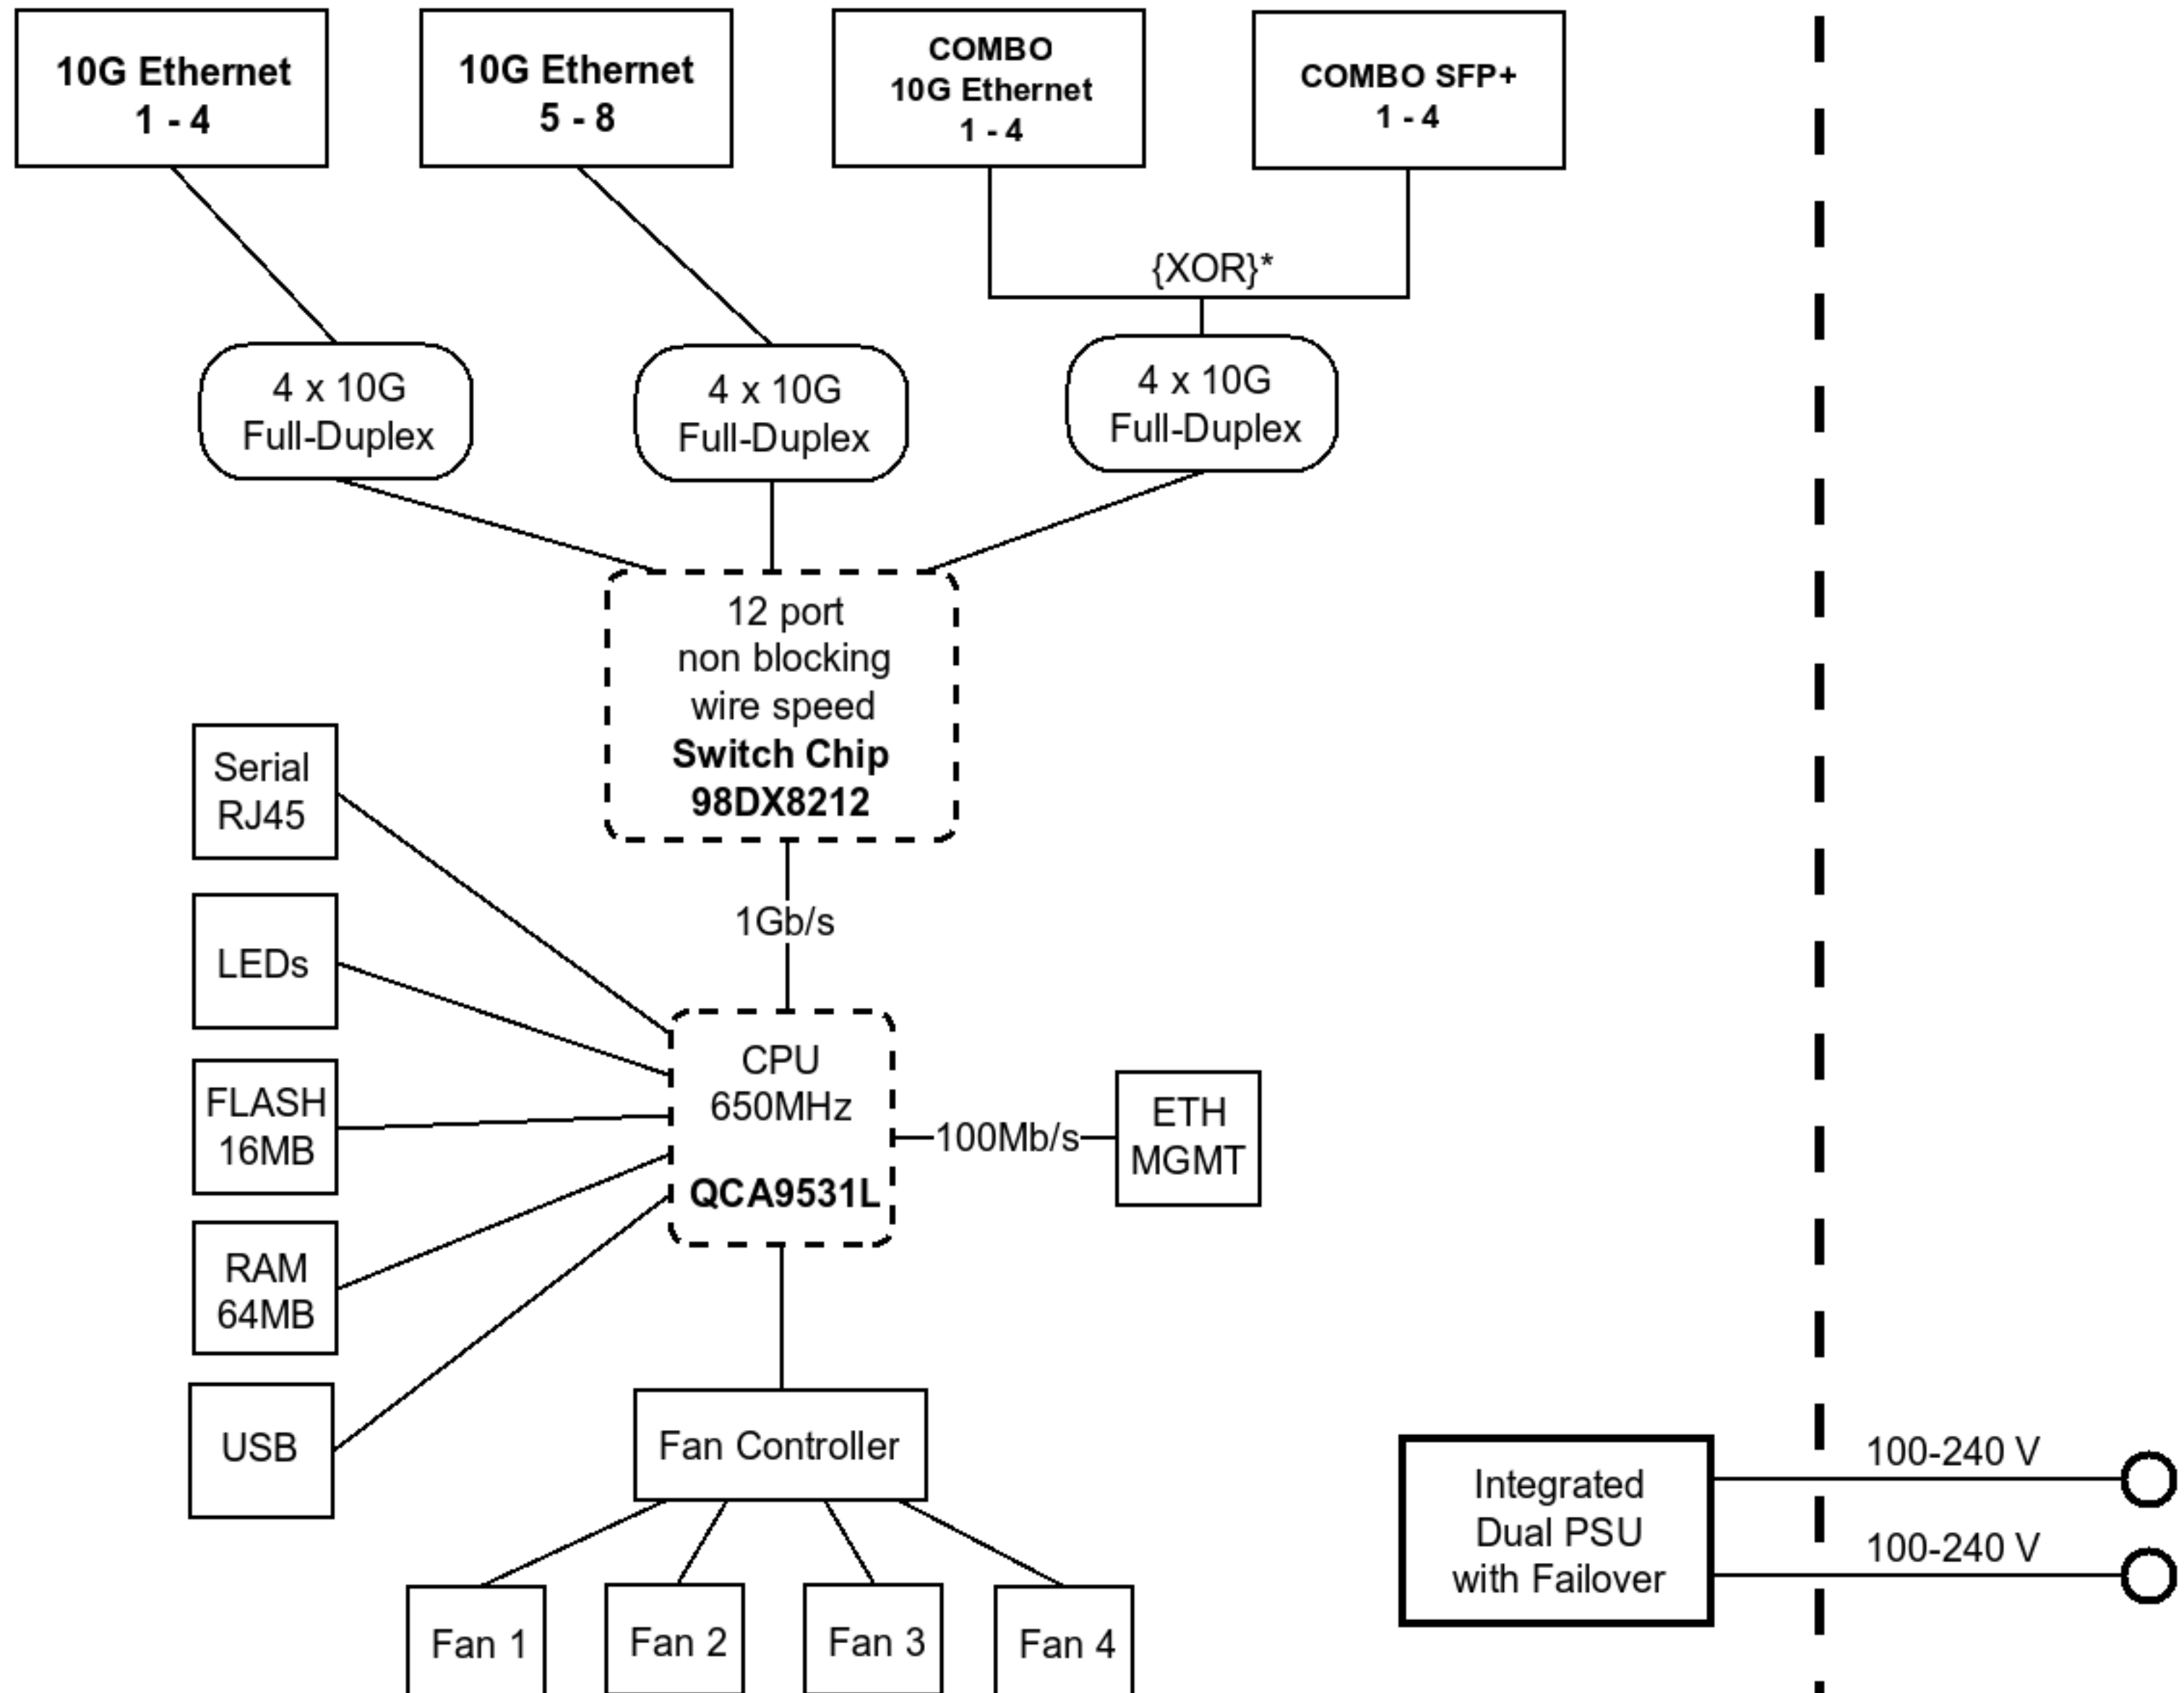 10G Ethernet
1 - 4
10G Ethernet
5 - 8
COMBO
10G Ethernet
1 - 4
COMBO SFP+
1 - 4
{XOR}*
4 x 10G
Full-Duplex
4 x 10G
Full-Duplex
4 x 10G
Full-Duplex
12 port
non blocking
wire speed
Switch Chip
98DX8212
1Gb/s
Serial
RJ45
LEDs
FLASH
16MB
RAM
64MB
USB
CPU
650MHz
QCA9531L
100Mb/s
ETH
MGMT
Fan Controller
Fan 1
Fan 2
Fan 3
Fan 4
Integrated
Dual PSU
with Failover
100-240 V
100-240 V